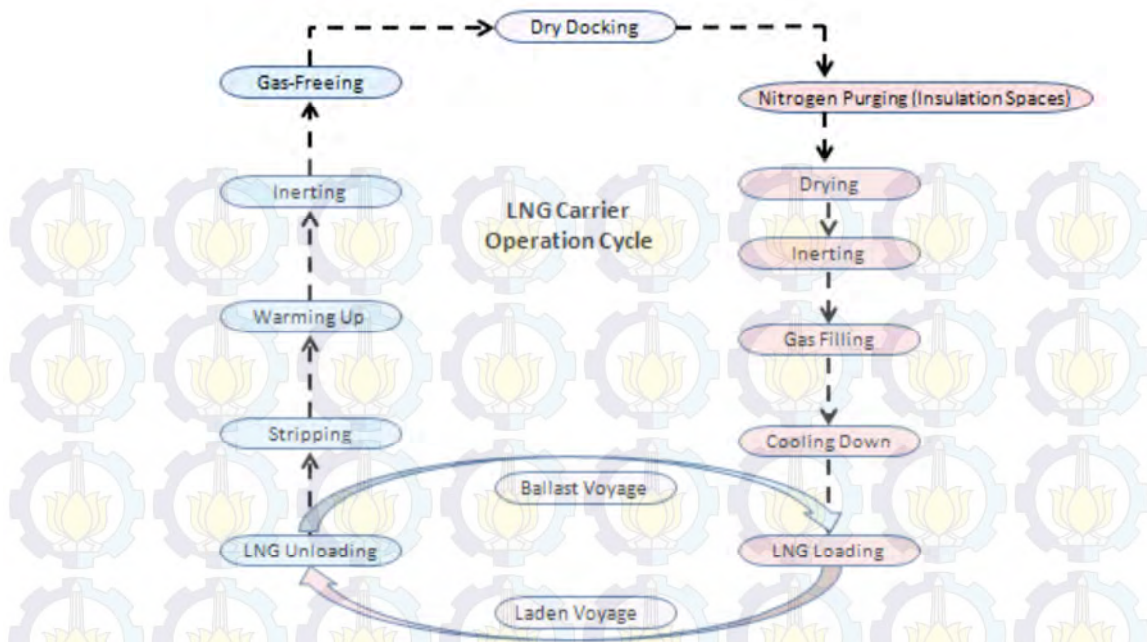 Dry Docking
Gas-Freeing
Nitrogen Purging (Insulation Spaces)
Inerting
Drying
LNG Carrier
Operation Cycle
Inerting
Warming Up
Gas Filling
Stripping
Cooling Down
Ballast Voyage
LNG Unloading
LNG Loading
Laden Voyage